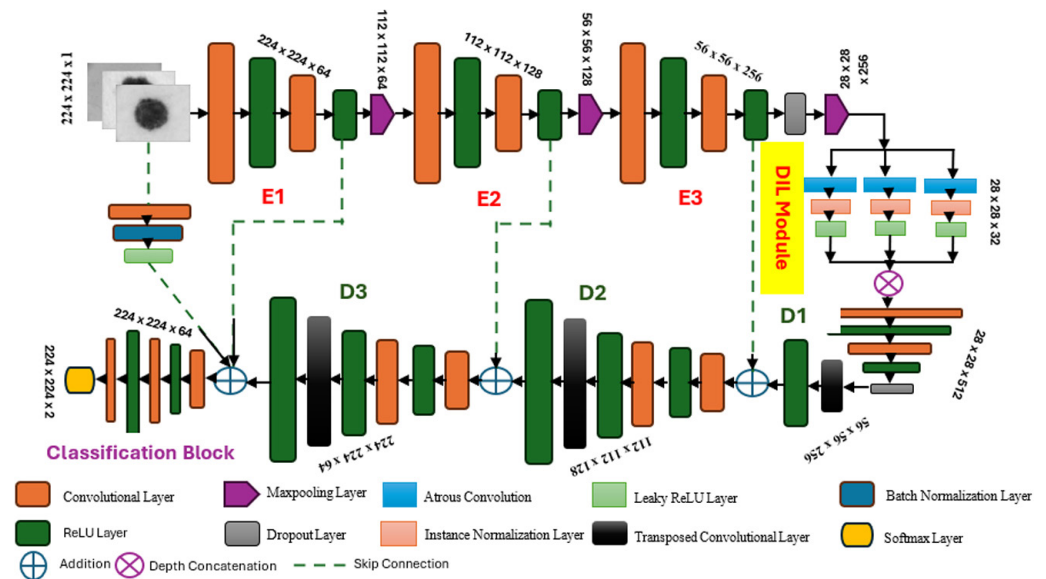 224 x 224 x 1
224 x 224 x 64
112 x 112 x 64
112 x 112 x 128
56 x 56 x 128
56 x 56 x 256
28 x 28
x 256
E1
E2
E3
DIL Module
28 x 28 x 32
D3
D2
D1
28 x 28 x 512
224 x 224 x 64
224 x 224 x 2
224 x 224 x 64
112 x 112 x 128
56 x 56 x 256
Classification Block
Convolutional Layer
Maxpooling Layer
Atrous Convolution
Leaky ReLU Layer
Batch Normalization Layer
ReLU Layer
Dropout Layer
Instance Normalization Layer
Transposed Convolutional Layer
Softmax Layer
Addition
Depth Concatenation
Skip Connection